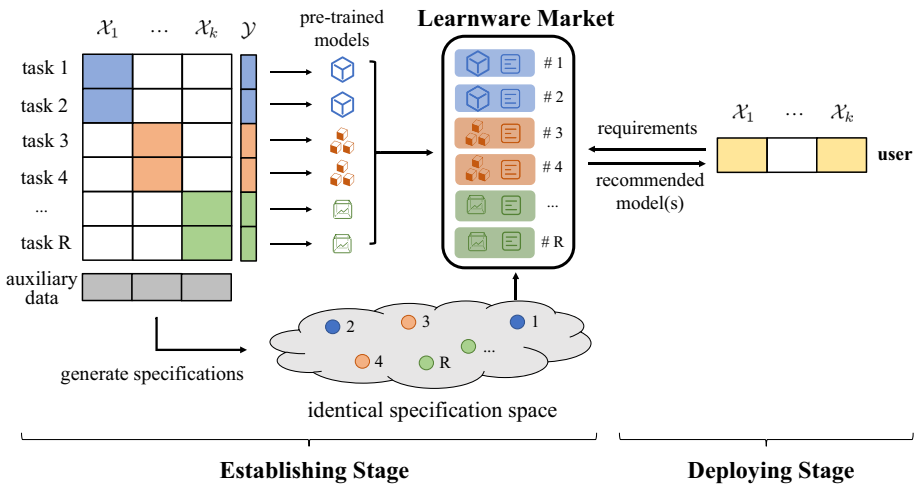 𝒳₁ ... 𝒳ₖ 𝒴
pre-trained
models
Learnware Market
task 1
task 2
task 3
task 4
...
task R
auxiliary
data
# 1
# 2
# 3
# 4
...
# R
requirements
recommended
model(s)
𝒳₁ ... 𝒳ₖ
user
generate specifications
2
3
1
4
R
...
identical specification space
Establishing Stage
Deploying Stage